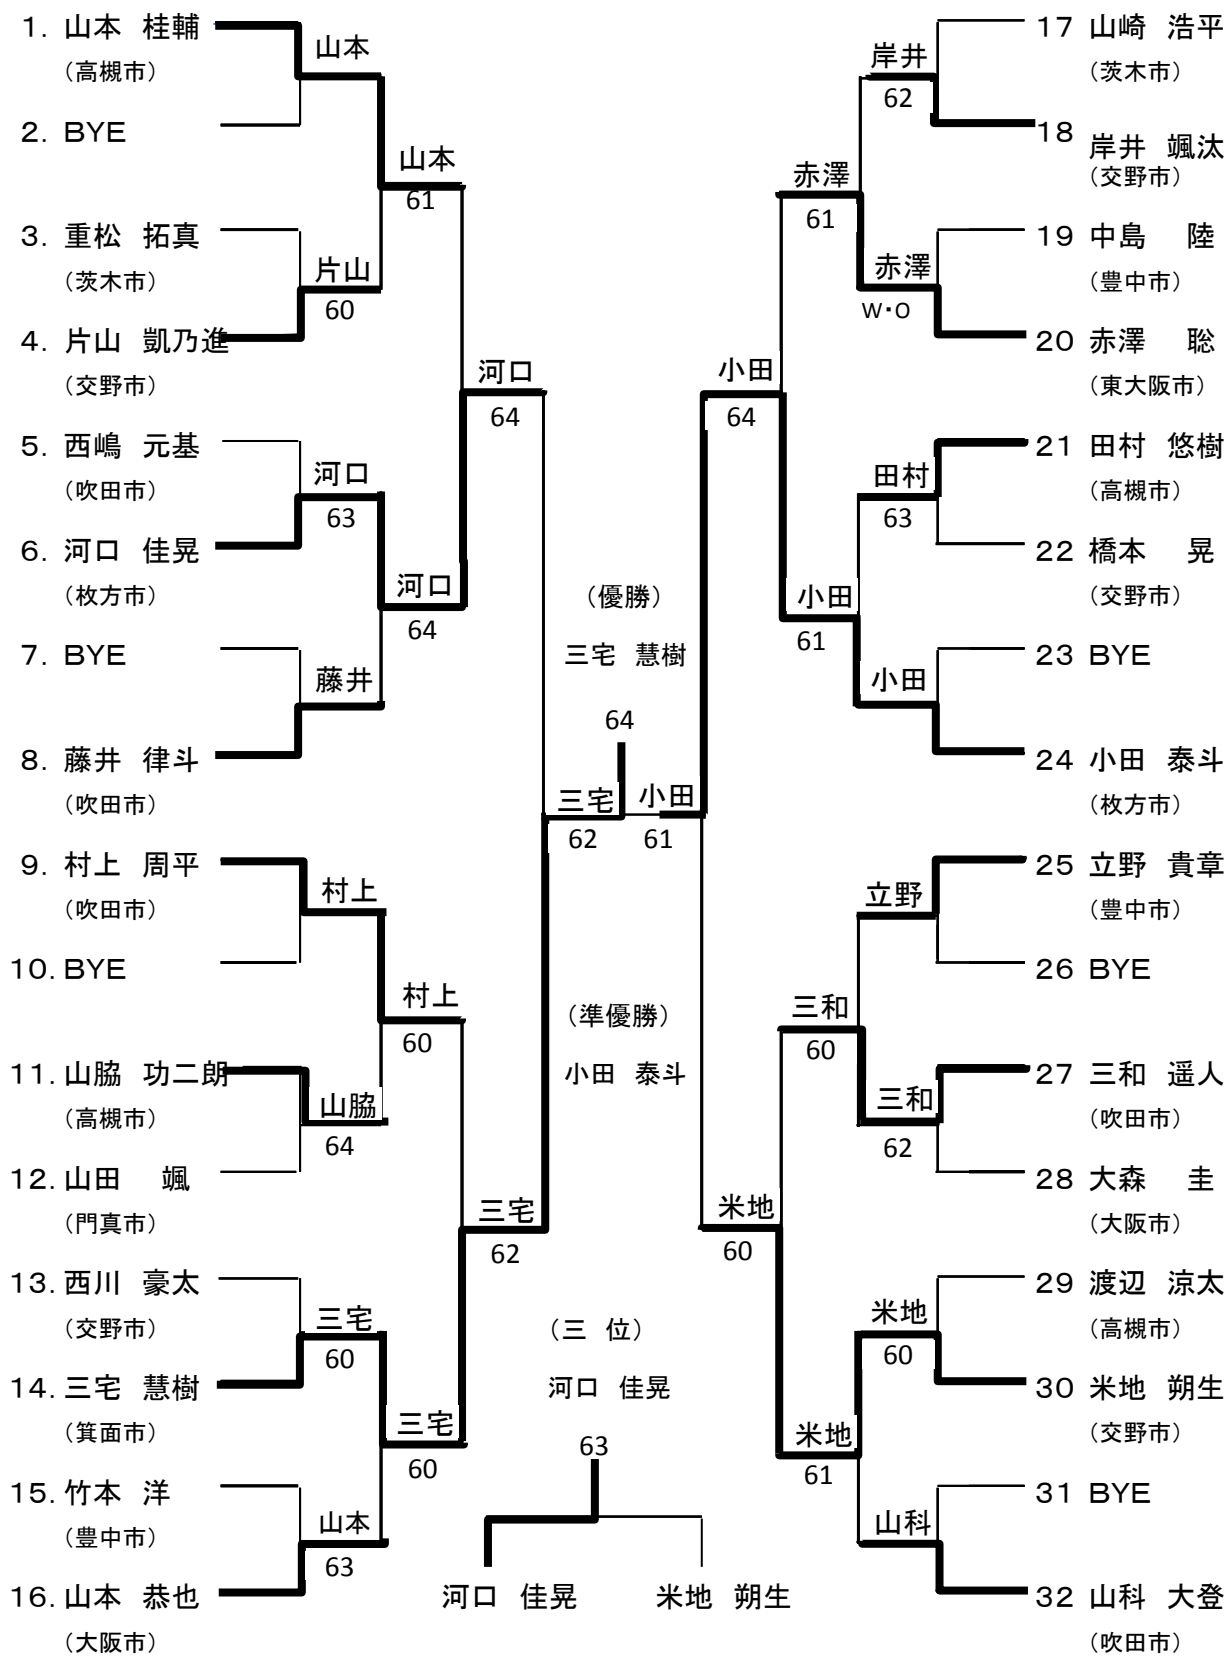 1. 山本 桂輔
(高槻市)
2. BYE
3. 重松 拓真
(茨木市)
4. 片山 凱乃進
(交野市)
5. 西嶋 元基
(吹田市)
6. 河口 佳晃
(枚方市)
7. BYE
8. 藤井 律斗
(吹田市)
9. 村上 周平
(吹田市)
10. BYE
11. 山脇 功二朗
(高槻市)
12. 山田 颯
(門真市)
13. 西川 豪太
(交野市)
14. 三宅 慧樹
(箕面市)
15. 竹本 洋
(豊中市)
16. 山本 恭也
(大阪市)
山本
片山
60
河口
63
藤井
村上
山脇
64
三宅
60
山本
63
山本
61
河口
64
村上
60
三宅
60
河口
64
三宅
62
三宅
62
(優勝)
三宅 慧樹
64
小田
61
(準優勝)
小田 泰斗
(三 位)
河口 佳晃
63
河口 佳晃
米地 朔生
小田
64
米地
60
赤澤
61
小田
61
三和
60
米地
61
岸井
62
赤澤
W・O
田村
63
小田
立野
三和
62
米地
60
山科
17 山崎 浩平
(茨木市)
18 岸井 颯汰
(交野市)
19 中島 陸
(豊中市)
20 赤澤 聡
(東大阪市)
21 田村 悠樹
(高槻市)
22 橋本 晃
(交野市)
23 BYE
24 小田 泰斗
(枚方市)
25 立野 貴章
(豊中市)
26 BYE
27 三和 遥人
(吹田市)
28 大森 圭
(大阪市)
29 渡辺 涼太
(高槻市)
30 米地 朔生
(交野市)
31 BYE
32 山科 大登
(吹田市)